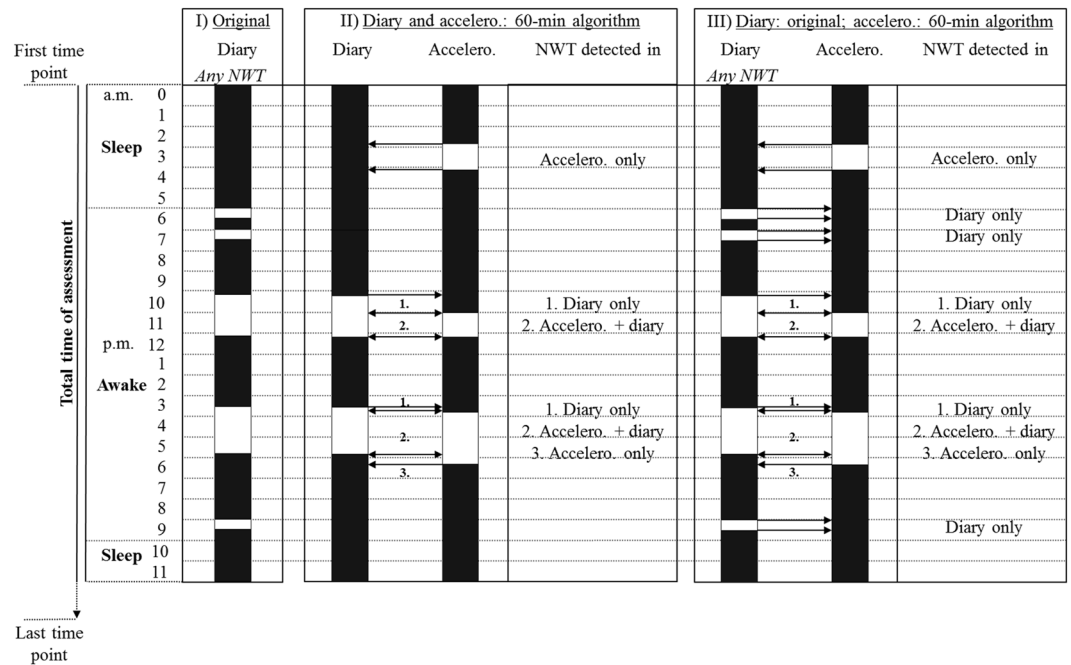 I) Original
II) Diary and accelero.: 60-min algorithm
III) Diary: original; accelero.: 60-min algorithm
First time point
Diary
Any NWT
Diary
Accelero.
NWT detected in
Diary
Any NWT
Accelero.
NWT detected in
Total time of assessment
a.m. 0
1
2
Sleep
3
4
5
6
7
8
9
10
11
p.m. 12
1
Awake 2
3
4
5
6
7
8
9
Sleep 10
11
Last time point
1.
2.
1.
2.
3.
Accelero. only
1. Diary only
2. Accelero. + diary
1. Diary only
2. Accelero. + diary
3. Accelero. only
1.
2.
1.
2.
3.
Accelero. only
Diary only
Diary only
1. Diary only
2. Accelero. + diary
1. Diary only
2. Accelero. + diary
3. Accelero. only
Diary only